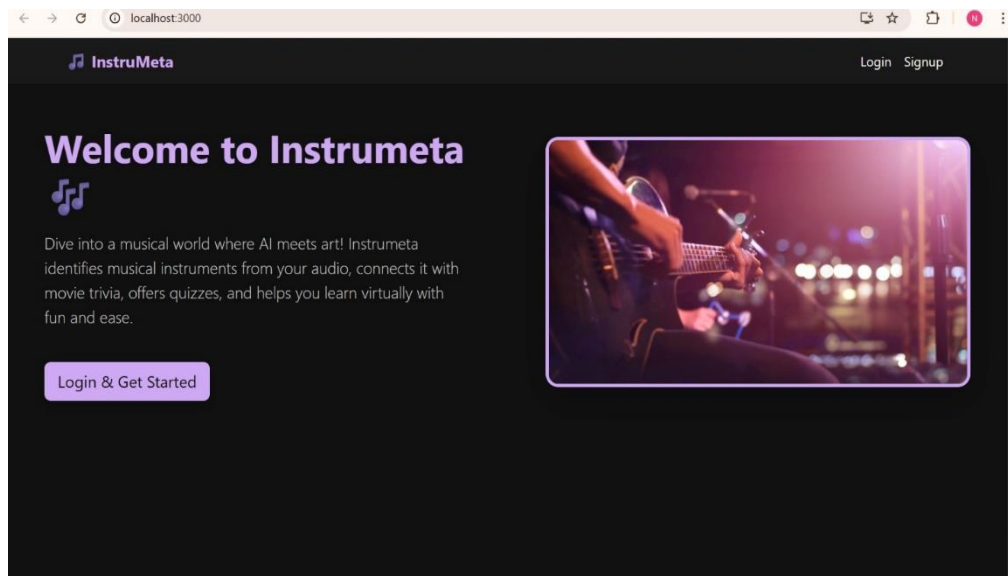 localhost:3000
N
InstruMeta
Login Signup
Welcome to Instrumeta
Dive into a musical world where AI meets art! Instrumeta
identifies musical instruments from your audio, connects it with
movie trivia, offers quizzes, and helps you learn virtually with
fun and ease.
Login & Get Started